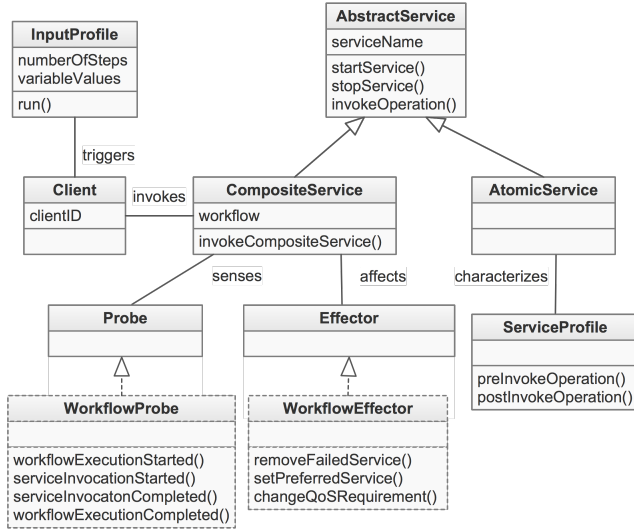 AbstractService
serviceName
startService()
stopService()
invokeOperation()
InputProfile
numberOfSteps
variableValues
run()
triggers
Client
clientID
invokes
CompositeService
workflow
invokeCompositeService()
AtomicService
senses
affects
characterizes
Probe
Effector
ServiceProfile
preInvokeOperation()
postInvokeOperation()
WorkflowProbe
workflowExecutionStarted()
serviceInvocationStarted()
serviceInvocatonCompleted()
workflowExecutionCompleted()
WorkflowEffector
removeFailedService()
setPreferredService()
changeQoSRequirement()